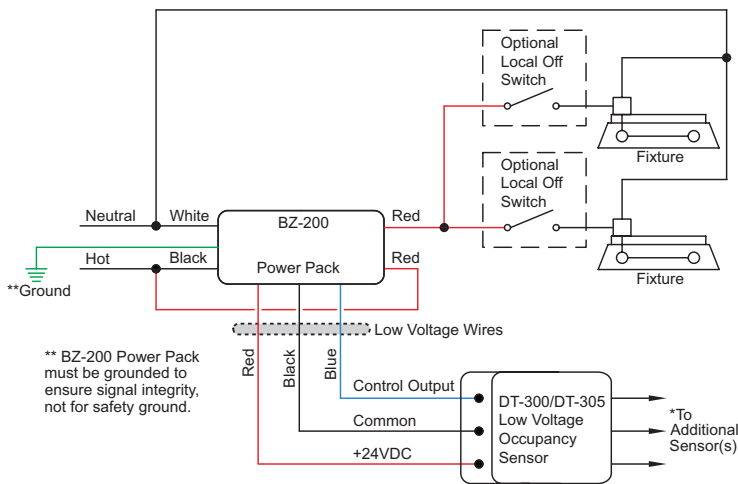 Optional
Local Off
Switch
Fixture
Optional
Local Off
Switch
Fixture
Neutral
White
BZ-200
Red
Hot
Black
Power Pack
Red
**Ground
Low Voltage Wires
** BZ-200 Power Pack
must be grounded to
ensure signal integrity,
not for safety ground.
Red
Black
Blue
Control Output
Common
+24VDC
DT-300/DT-305
Low Voltage
Occupancy
Sensor
*To
Additional
Sensor(s)